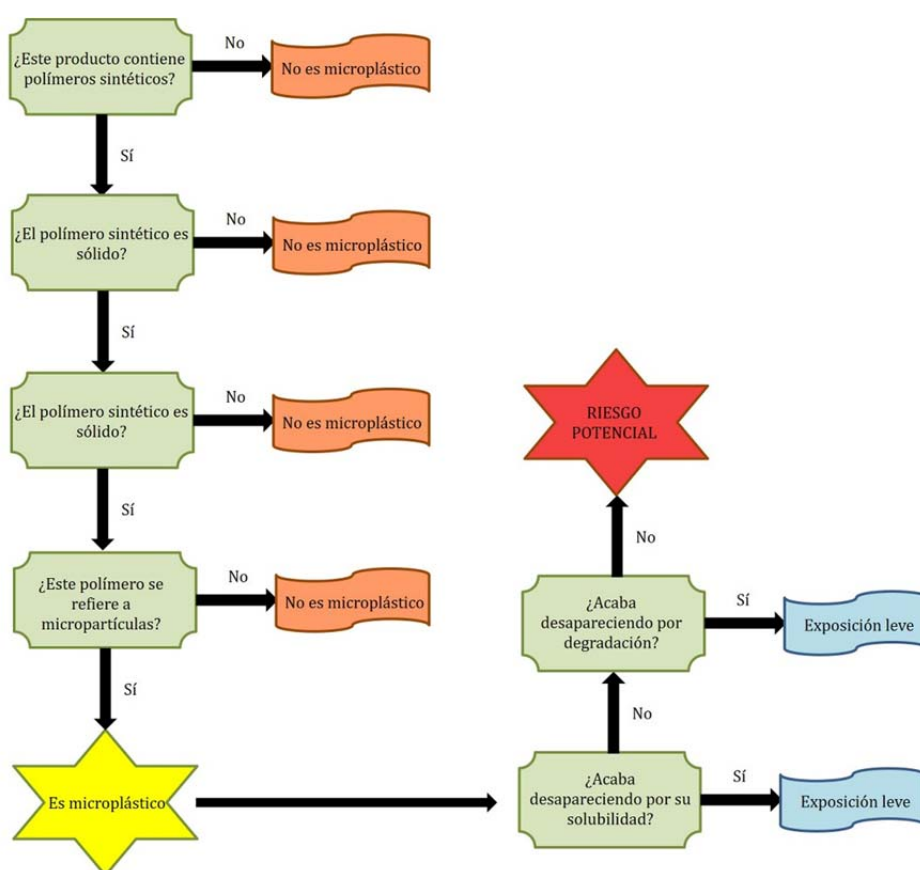 ¿Este producto contiene
polímeros sintéticos?
No
No es microplástico
Sí
¿El polímero sintético es
sólido?
No
No es microplástico
Sí
¿El polímero sintético es
sólido?
No
No es microplástico
Sí
¿Este polímero se
refiere a
micropartículas?
No
No es microplástico
Sí
Es microplástico
¿Acaba
desapareciendo por su
solubilidad?
Sí
Exposición leve
No
¿Acaba
desapareciendo por
degradación?
Sí
Exposición leve
No
RIESGO
POTENCIAL